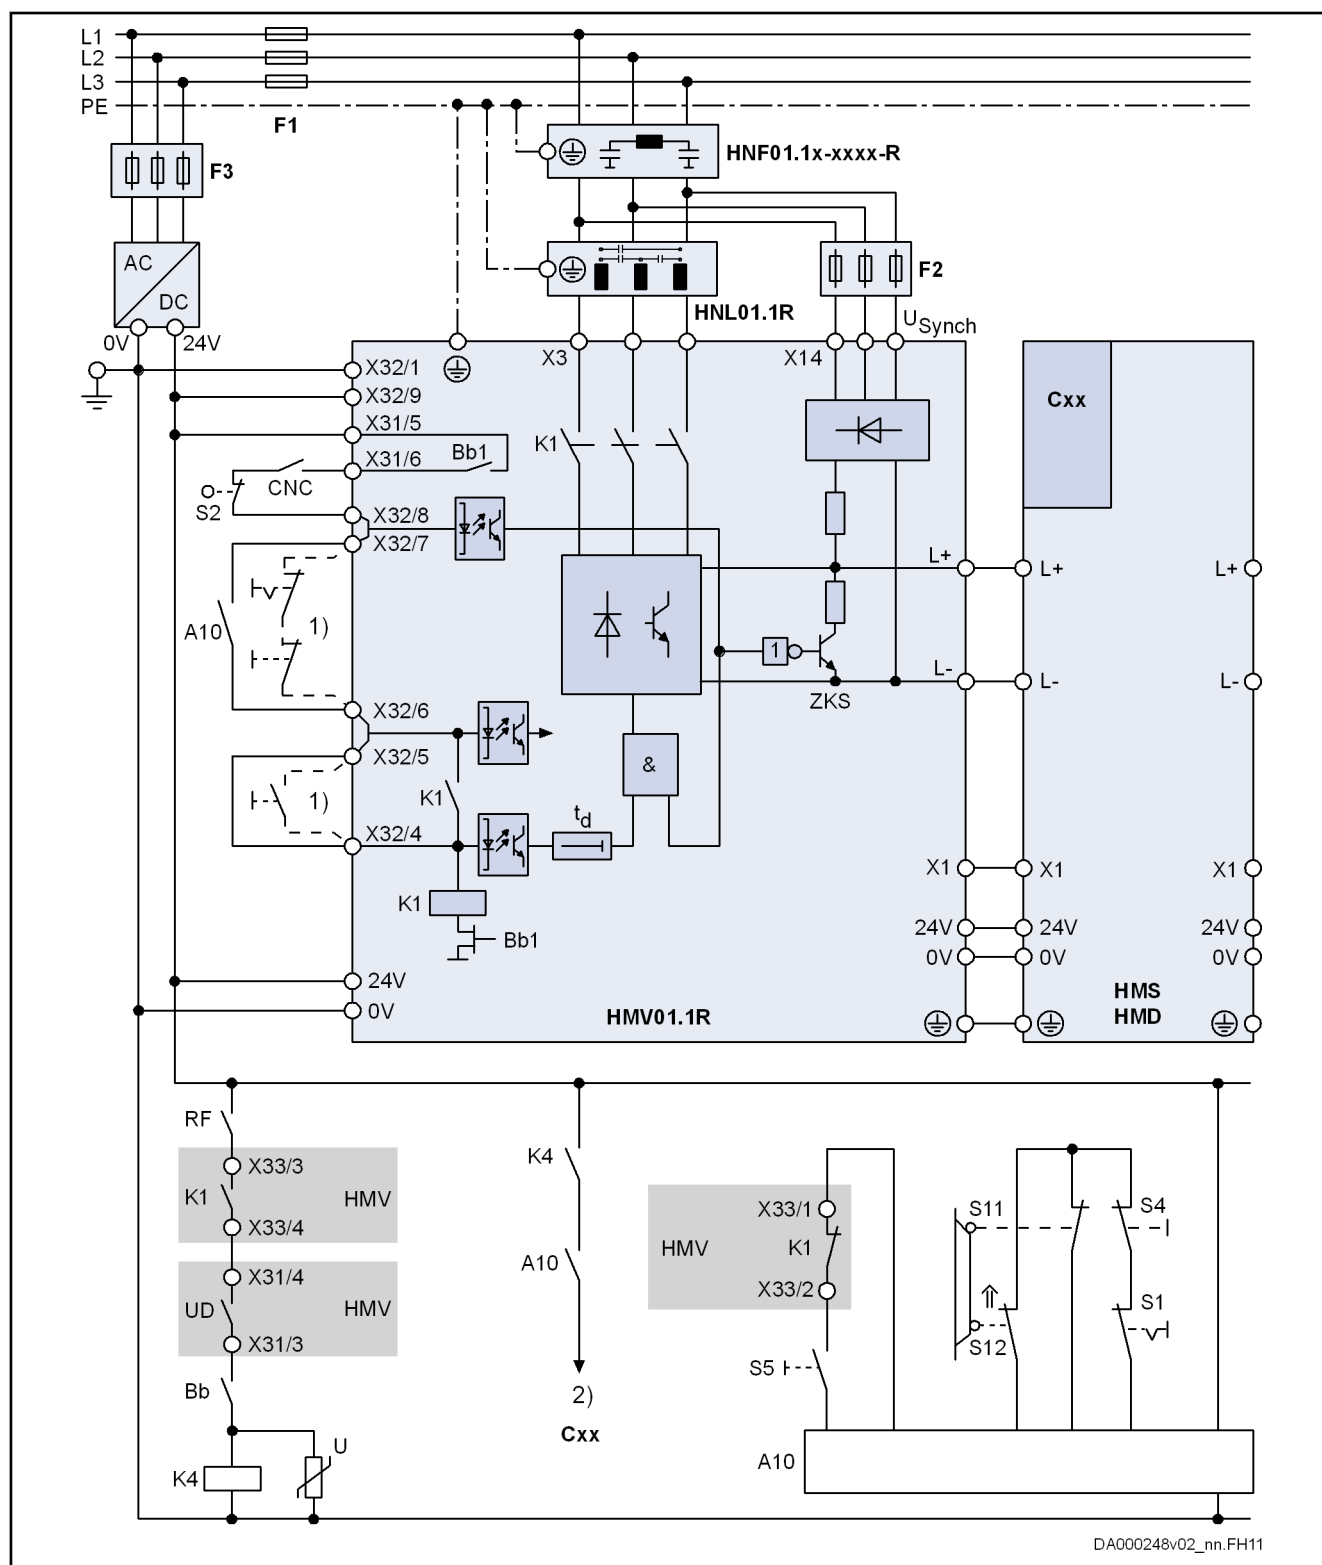 L1
L2
L3
PE
F1
HNF01.1x-xxxx-R
F3
AC
DC
F2
HNL01.1R
USynch
0V
24V
X32/1
X3
X14
X32/9
Cxx
X31/5
Bb1
K1
X31/6
CNC
S2
X32/8
X32/7
L+
L+
L+
A10
1)
1
L-
L-
L-
ZKS
X32/6
X32/5
&
K1
1)
td
X32/4
X1
X1
X1
K1
24V
24V
24V
Bb1
0V
0V
0V
24V
HMS
0V
HMV01.1R
HMD
RF
K4
X33/3
K1
HMV
X33/1
S11
S4
X33/4
HMV
K1
A10
X31/4
X33/2
S1
UD
HMV
S12
X31/3
S5
Bb
2)
Cxx
U
A10
K4
DA000248v02_nn.FH11